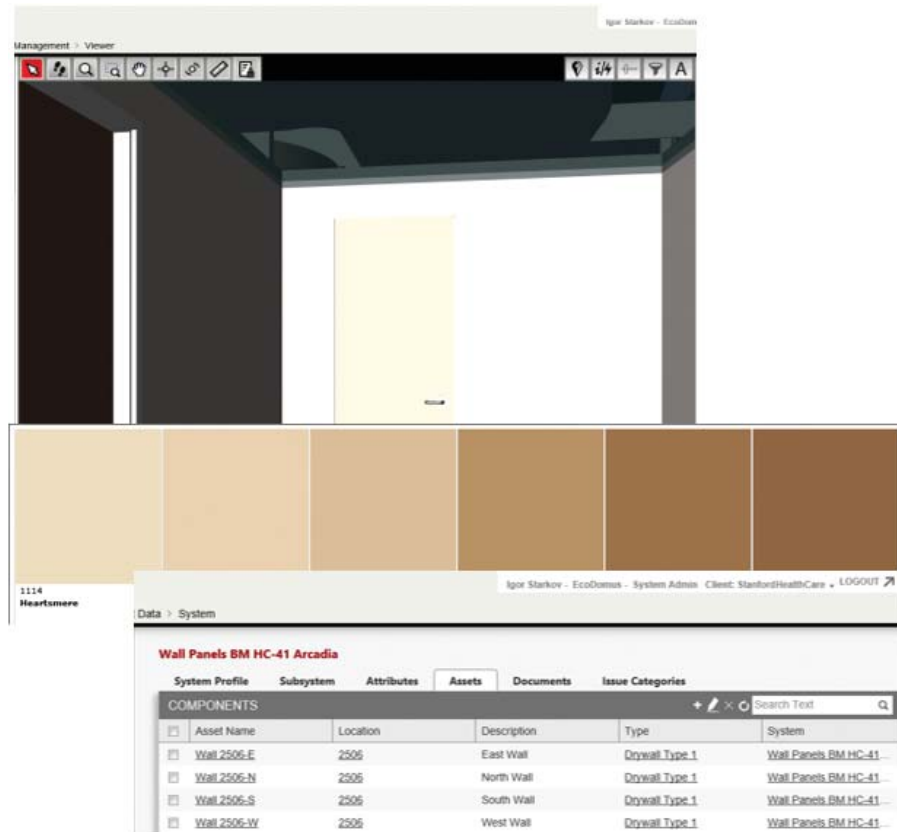 Igor Starkov - EcoDom
Management > Viewer
A
1114
Heartsmere
Igor Starkov - EcoDomus - System Admin Client: StanfordHealthCare LOGOUT
Data > System
Wall Panels BM HC-41 Arcadia
System Profile Subsystem Attributes Assets Documents Issue Categories
COMPONENTS Search Text
Asset Name Location Description Type System
Wall 2506-E 2506 East Wall Drywall Type 1 Wall Panels BM HC-41...
Wall 2506-N 2506 North Wall Drywall Type 1 Wall Panels BM HC-41...
Wall 2506-S 2506 South Wall Drywall Type 1 Wall Panels BM HC-41...
Wall 2506-W 2506 West Wall Drywall Type 1 Wall Panels BM HC-41...